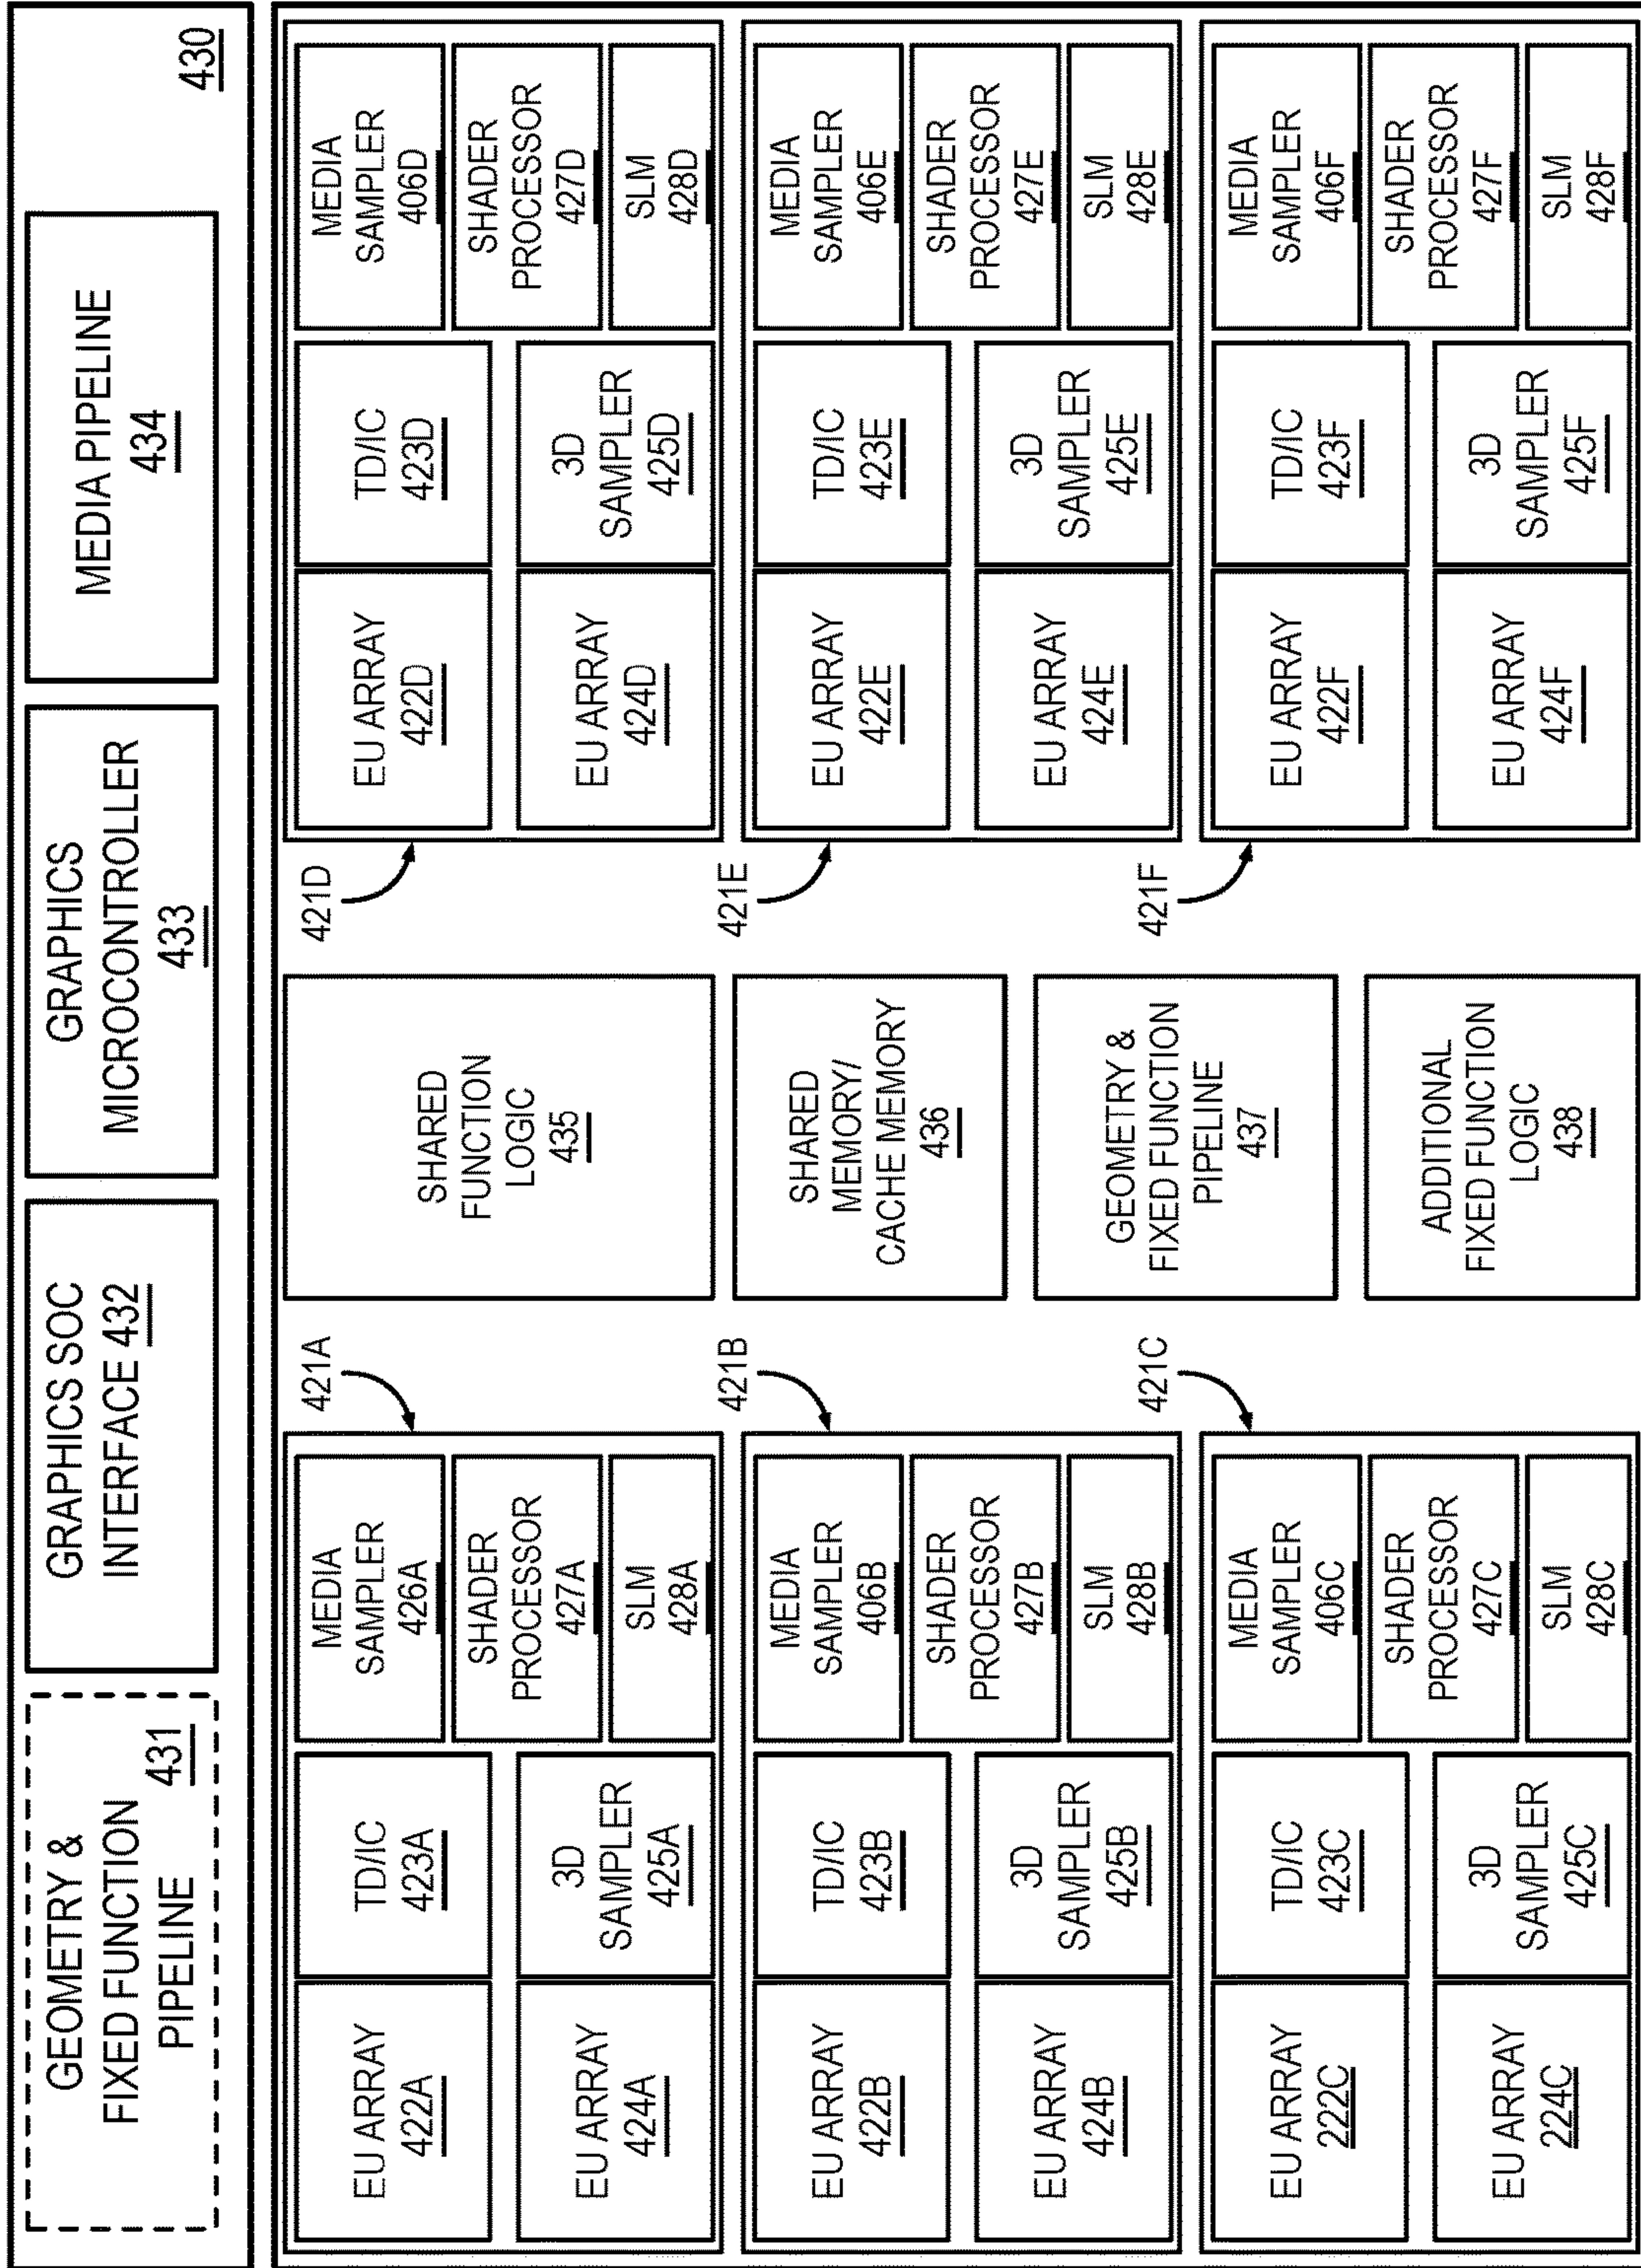 GEOMETRY &
FIXED FUNCTION
PIPELINE
431
GRAPHICS SOC
INTERFACE 432
GRAPHICS
MICROCONTROLLER
433
MEDIA PIPELINE
434
430
EU ARRAY
422A
TD/IC
423A
MEDIA
SAMPLER
426A
EU ARRAY
424A
3D
SAMPLER
425A
SHADER
PROCESSOR
427A
SLM
428A
421A
SHARED
FUNCTION
LOGIC
435
421D
EU ARRAY
422D
TD/IC
423D
MEDIA
SAMPLER
406D
EU ARRAY
424D
3D
SAMPLER
425D
SHADER
PROCESSOR
427D
SLM
428D
EU ARRAY
422B
TD/IC
423B
MEDIA
SAMPLER
406B
EU ARRAY
424B
3D
SAMPLER
425B
SHADER
PROCESSOR
427B
SLM
428B
421B
SHARED
MEMORY/
CACHE MEMORY
436
421E
EU ARRAY
422E
TD/IC
423E
MEDIA
SAMPLER
406E
EU ARRAY
424E
3D
SAMPLER
425E
SHADER
PROCESSOR
427E
SLM
428E
GEOMETRY &
FIXED FUNCTION
PIPELINE
437
EU ARRAY
222C
TD/IC
423C
MEDIA
SAMPLER
406C
EU ARRAY
224C
3D
SAMPLER
425C
SHADER
PROCESSOR
427C
SLM
428C
421C
ADDITIONAL
FIXED FUNCTION
LOGIC
438
421F
EU ARRAY
422F
TD/IC
423F
MEDIA
SAMPLER
406F
EU ARRAY
424F
3D
SAMPLER
425F
SHADER
PROCESSOR
427F
SLM
428F